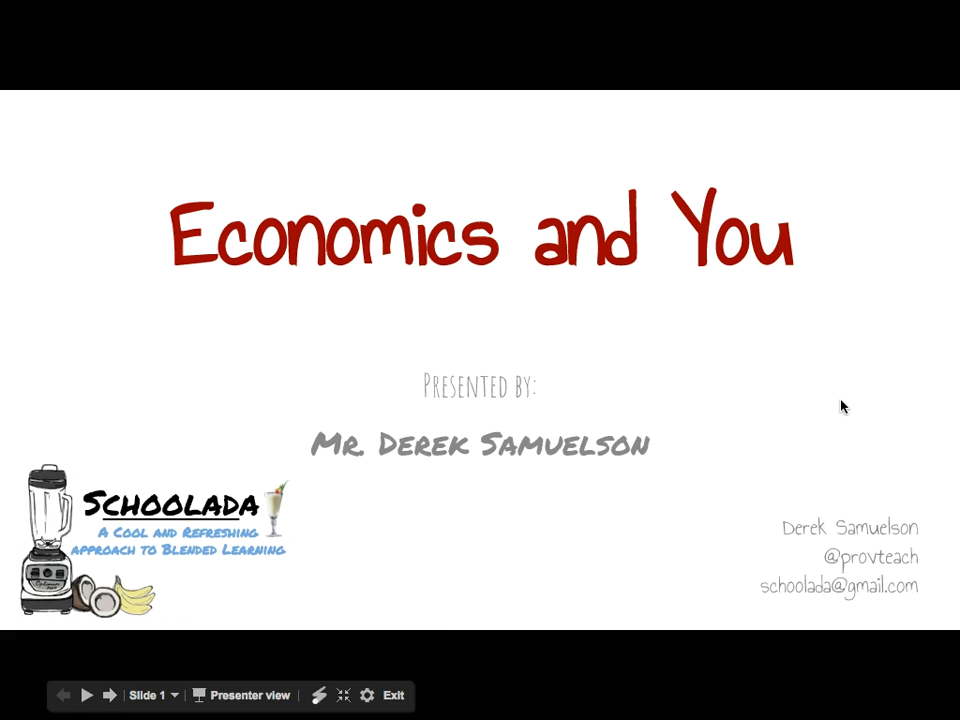 Economics and You
Presented by:
Mr. Derek Samuelson
Schoolada
A Cool and Refreshing
approach to Blended Learning
Derek Samuelson
@provteach
schoolada@gmail.com
Slide 1
Presenter view
Exit